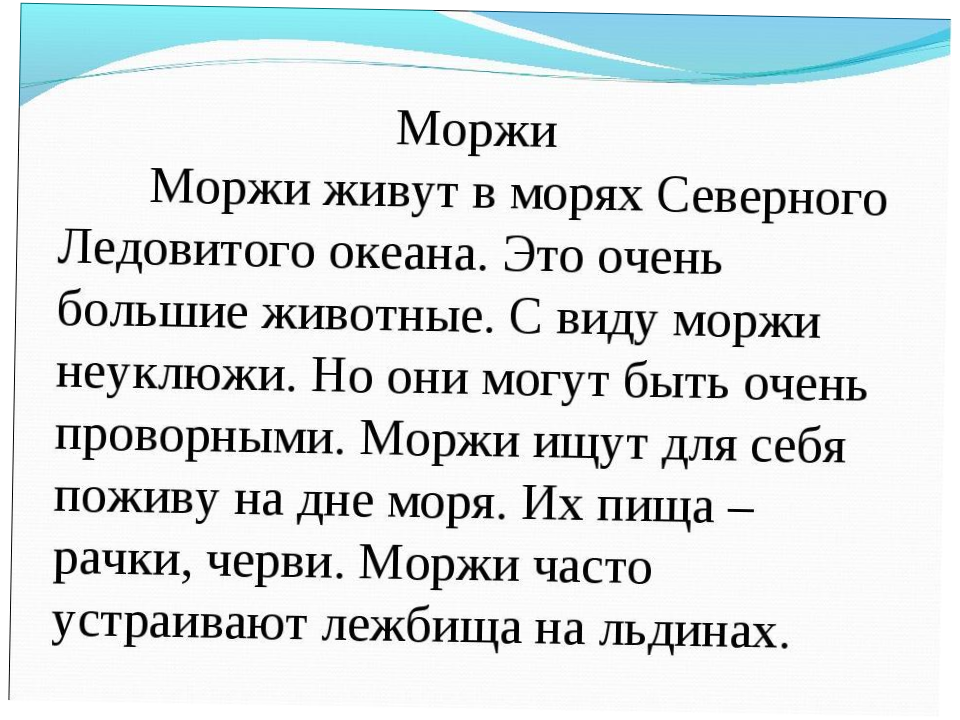 Моржи
Моржи живут в морях Северного
Ледовитого океана. Это очень
большие животные. С виду моржи
неуклюжи. Но они могут быть очень
проворными. Моржи ищут для себя
поживу на дне моря. Их пища –
рачки, черви. Моржи часто
устраивают лежбища на льдинах.